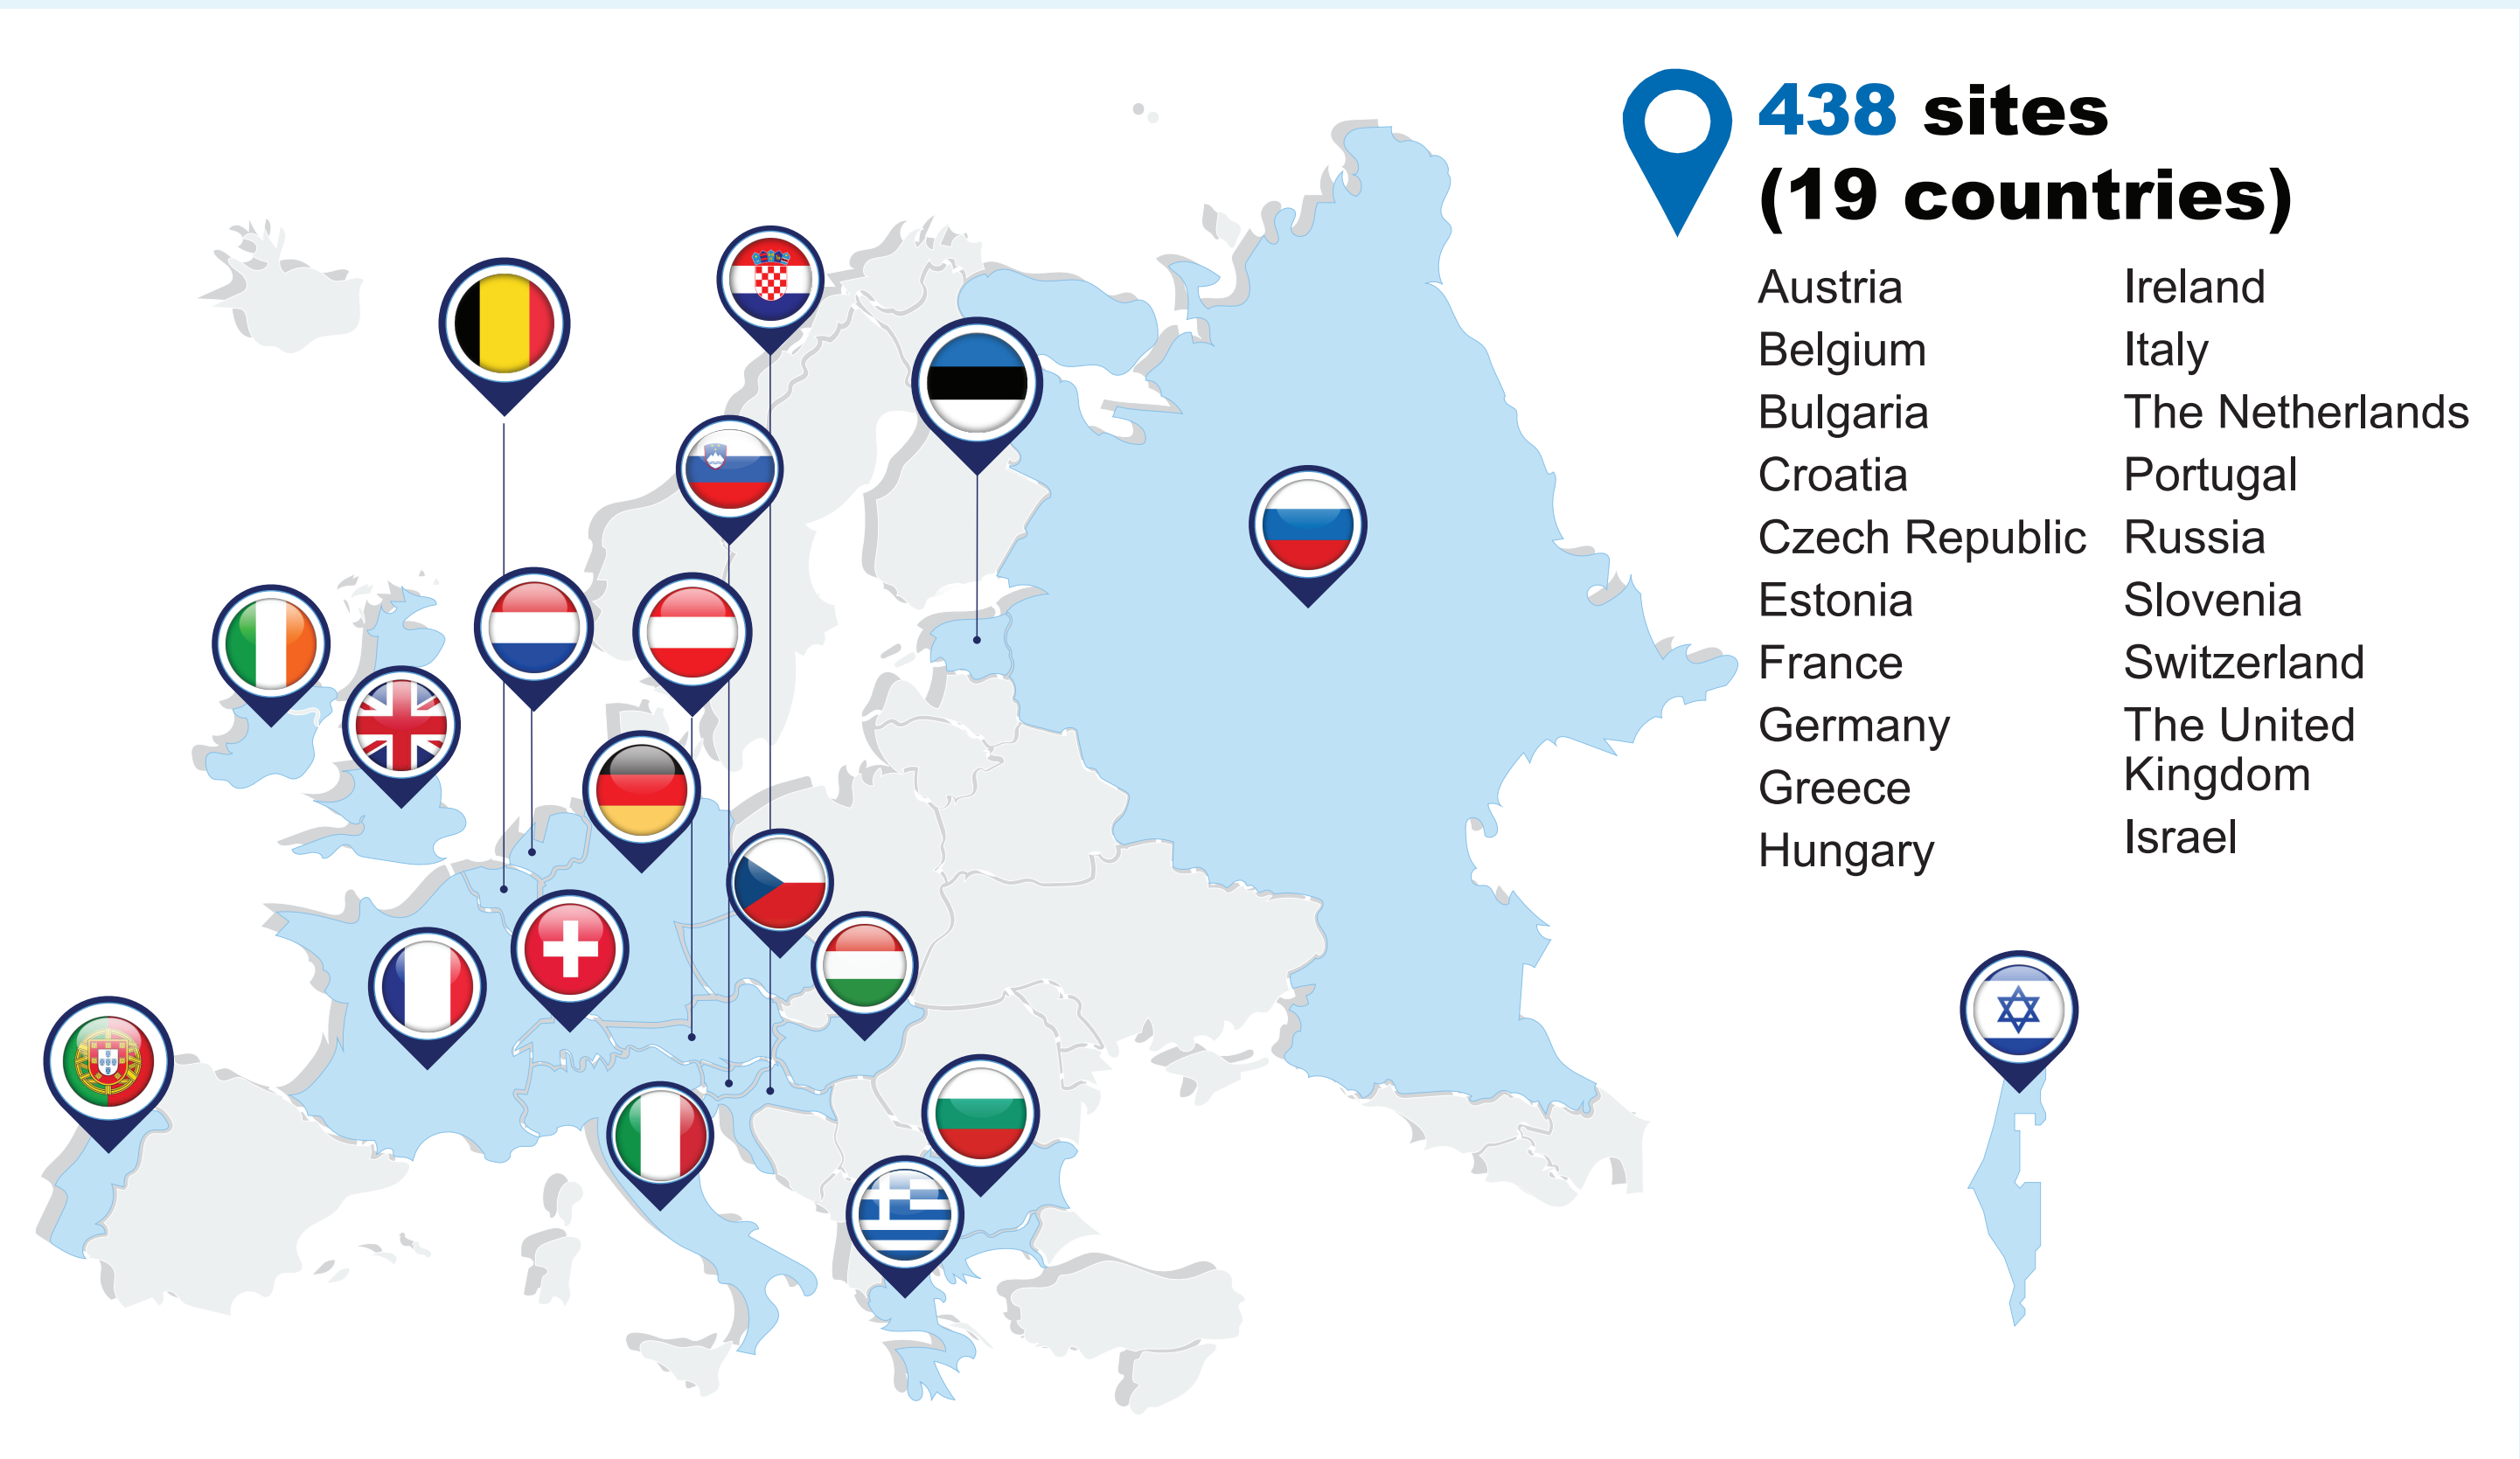 438 sites
(19 countries)
Austria
Belgium
Bulgaria
Croatia
Czech Republic
Estonia
France
Germany
Greece
Hungary
Ireland
Italy
The Netherlands
Portugal
Russia
Slovenia
Switzerland
The United
Kingdom
Israel